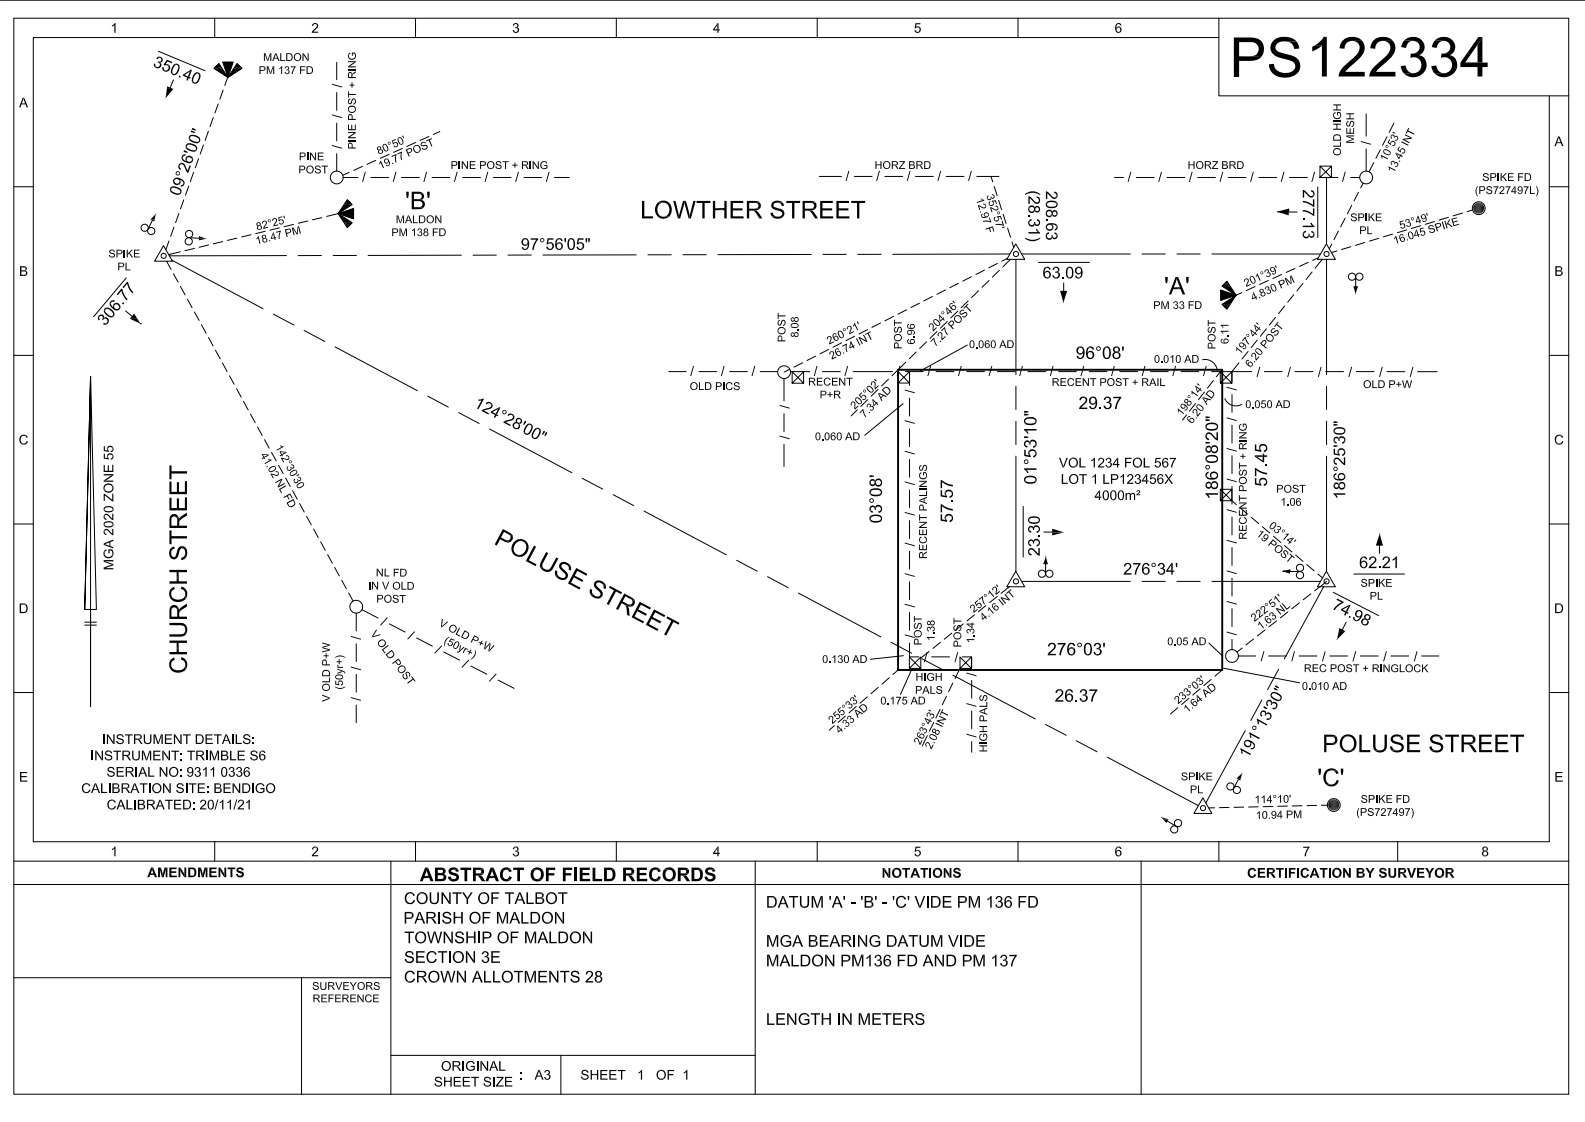 1 2 3 4 5 6
PS122334
A
B
C
D
E
A
B
C
D
E
350.40
MALDON
PM 137 FD
09°26'00"
PINE POST + RING
PINE
POST
80°50'
19.77 POST
PINE POST + RING
'B'
MALDON
PM 138 FD
82°25'
18.47 PM
SPIKE
PL
306.77
97°56'05"
LOWTHER STREET
HORZ BRD
352°57'
12.97 F
208.63
(28.31)
63.09
HORZ BRD
OLD HIGH
MESH
10°53'
13.45 INT
277.13
SPIKE
PL
SPIKE FD
(PS727497L)
53°49'
16.045 SPIKE
'A'
PM 33 FD
201°39'
4.830 PM
POST
8.08
260°21'
26.74 INT
POST
6.96
204°46'
7.27 POST
0.060 AD
96°08'
0.010 AD
POST
6.11
197°44'
6.20 POST
OLD PICS
RECENT
P+R
205°02'
7.34 AD
RECENT POST + RAIL
29.37
198°14'
6.20 AD
OLD P+W
0.050 AD
0.060 AD
124°28'00"
MGA 2020 ZONE 55
CHURCH STREET
142°30'30
41.02 NL FD
03°08'
RECENT PALINGS
57.57
01°53'10"
VOL 1234 FOL 567
LOT 1 LP123456X
4000m²
186°08'20"
RECENT POST + RING
57.45
186°25'30"
POST
1.06
03°14'
19 POST
POLUSE STREET
23.30
276°34'
62.21
SPIKE
PL
74.98
NL FD
IN V OLD
POST
V OLD P+W
(50yr+)
V OLD POST
V OLD P+W
(50yr+)
257°12'
4.16 INT
POST
1.38
POST
1.34
222°51'
1.63 NL
0.130 AD
276°03'
0.05 AD
REC POST + RINGLOCK
HIGH
PALS
0.175 AD
26.37
233°03'
1.64 AD
0.010 AD
255°33'
4.33 AD
263°43'
2.08 INT
HIGH PALS
191°13'30"
POLUSE STREET
SPIKE
PL
'C'
114°10'
10.94 PM
SPIKE FD
(PS727497)
INSTRUMENT DETAILS:
INSTRUMENT: TRIMBLE S6
SERIAL NO: 9311 0336
CALIBRATION SITE: BENDIGO
CALIBRATED: 20/11/21
1 2 3 4 5 6 7 8
AMENDMENTS
ABSTRACT OF FIELD RECORDS
NOTATIONS
CERTIFICATION BY SURVEYOR
COUNTY OF TALBOT
PARISH OF MALDON
TOWNSHIP OF MALDON
SECTION 3E
CROWN ALLOTMENTS 28
DATUM 'A' - 'B' - 'C' VIDE PM 136 FD
MGA BEARING DATUM VIDE
MALDON PM136 FD AND PM 137
LENGTH IN METERS
SURVEYORS
REFERENCE
ORIGINAL
SHEET SIZE : A3
SHEET 1 OF 1